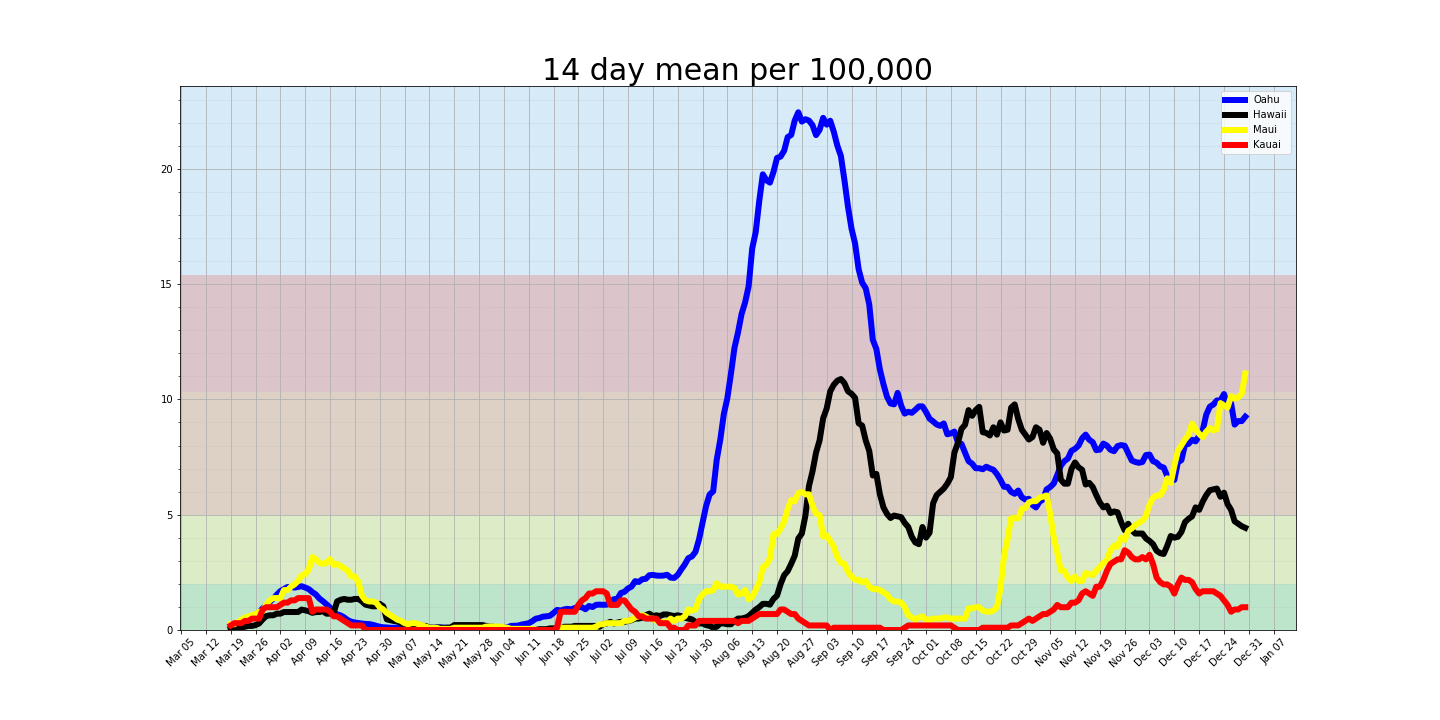 14 day mean per 100,000
Oahu
Hawaii
Maui
Kauai
20
15
10
5
0
Mar 05
Mar 12
Mar 19
Mar 26
Apr 02
Apr 09
Apr 16
Apr 23
Apr 30
May 07
May 14
May 21
May 28
Jun 04
Jun 11
Jun 18
Jun 25
Jul 02
Jul 09
Jul 16
Jul 23
Jul 30
Aug 06
Aug 13
Aug 20
Aug 27
Sep 03
Sep 10
Sep 17
Sep 24
Oct 01
Oct 08
Oct 15
Oct 22
Oct 29
Nov 05
Nov 12
Nov 19
Nov 26
Dec 03
Dec 10
Dec 17
Dec 24
Dec 31
Jan 07